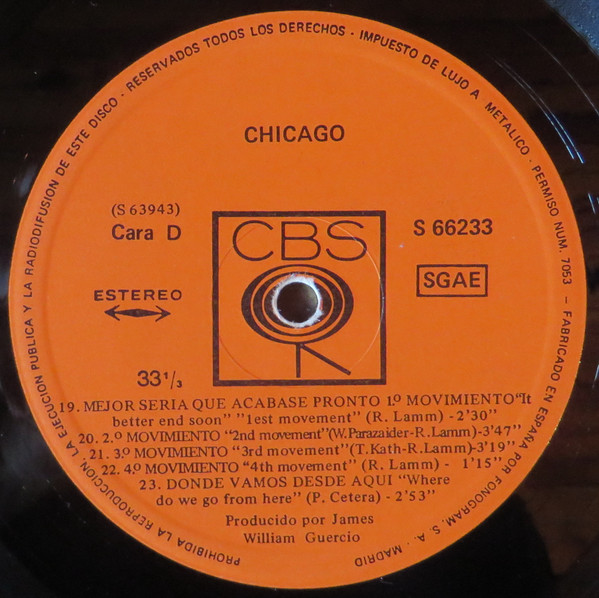 PROHIBIDA LA REPRODUCCION, LA EJECUCION PUBLICA Y LA RADIODIFUSION DE ESTE DISCO - RESERVADOS TODOS LOS DERECHOS - IMPUESTO DE LUJO A METALICO - PERMISO NUM. 7053 - FABRICADO EN ESPAÑA POR FONOGRAM, S. A. - MADRID
CHICAGO
(S 63943)
Cara D
CBS
S 66233
SGAE
ESTEREO
33 1/3
19. MEJOR SERIA QUE ACABASE PRONTO 1.º MOVIMIENTO "It
better end soon" "1est movement" (R. Lamm) - 2'30"
20. 2.º MOVIMIENTO "2nd movement" (W. Parazaider-R. Lamm) - 3'47"
21. 3.º MOVIMIENTO "3rd movement" (T. Kath-R. Lamm) - 3'19"
22. 4.º MOVIMIENTO "4th movement" (R. Lamm) - 1'15"
23. DONDE VAMOS DESDE AQUI "Where
do we go from here" (P. Cetera) - 2'53"
Producido por James
William Guercio